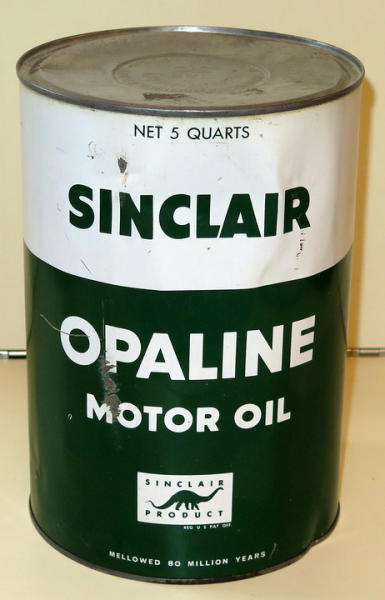 NET 5 QUARTS
SINCLAIR
OPALINE
MOTOR OIL
SINCLAIR
PRODUCT
REG U S PAT OFF
MELLOWED 80 MILLION YEARS